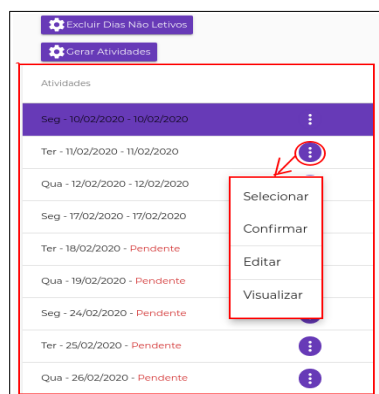 Excluir Dias Não Letivos
Gerar Atividades
Atividades
Seg - 10/02/2020 - 10/02/2020
Ter - 11/02/2020 - 11/02/2020
Qua - 12/02/2020 - 12/02/2020
Seg - 17/02/2020 - 17/02/2020
Ter - 18/02/2020 - Pendente
Qua - 19/02/2020 - Pendente
Seg - 24/02/2020 - Pendente
Ter - 25/02/2020 - Pendente
Qua - 26/02/2020 - Pendente
Selecionar
Confirmar
Editar
Visualizar